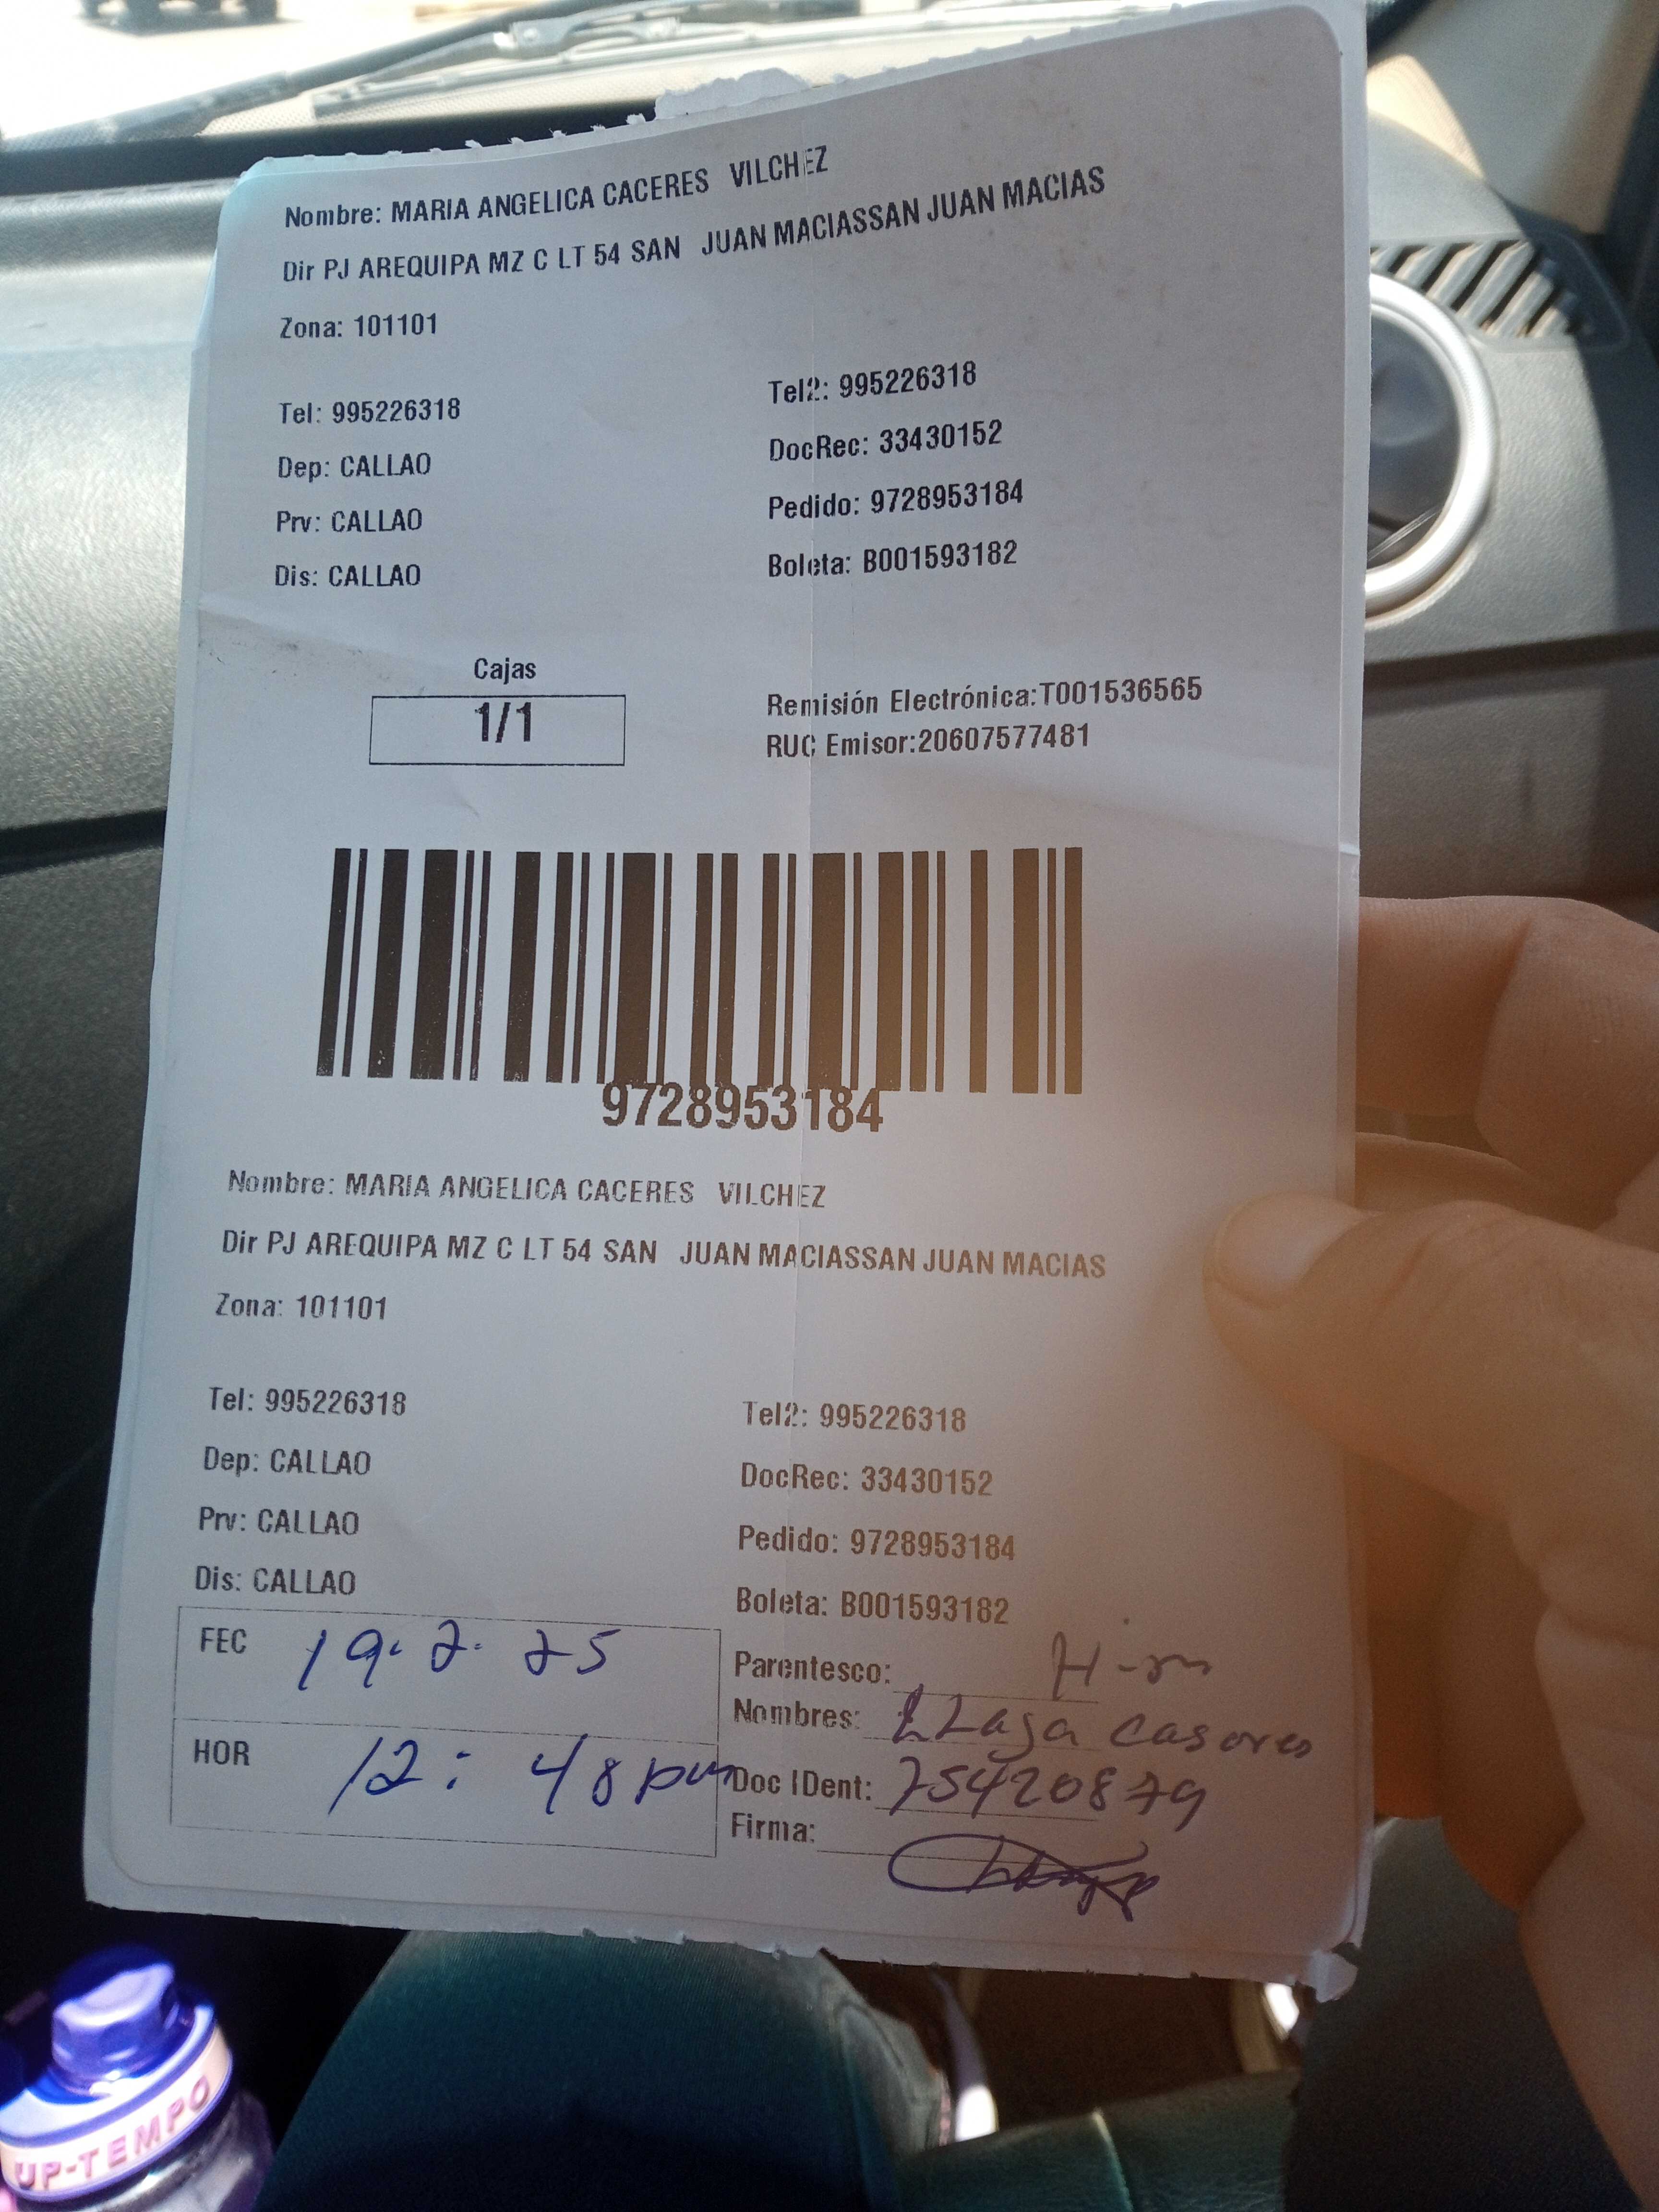 Nombre: MARIA ANGELICA CACERES VILCHEZ
Dir PJ AREQUIPA MZ C LT 54 SAN JUAN MACIASSAN JUAN MACIAS
Zona: 101101
Tel: 995226318 Tel2: 995226318
Dep: CALLAO DocRec: 33430152
Prv: CALLAO Pedido: 9728953184
Dis: CALLAO Boleta: B001593182
Cajas
1/1
Remisión Electrónica:T001536565
RUC Emisor:20607577481
9728953184
Nombre: MARIA ANGELICA CACERES VILCHEZ
Dir PJ AREQUIPA MZ C LT 54 SAN JUAN MACIASSAN JUAN MACIAS
Zona: 101101
Tel: 995226318 Tel2: 995226318
Dep: CALLAO DocRec: 33430152
Prv: CALLAO Pedido: 9728953184
Dis: CALLAO Boleta: B001593182
FEC 19.2.25
Parentesco:
Nombres:
HOR 12:48pm
Doc IDent: 75420879
Firma:
UP-TEMPO